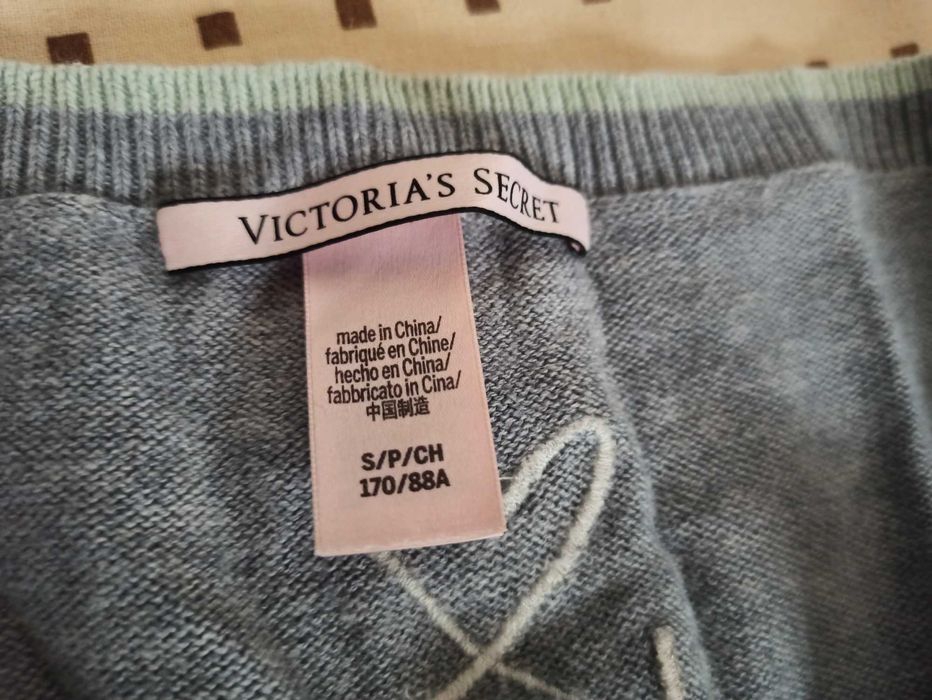 VICTORIA'S SECRET
made in China/
fabriqué en Chine/
hecho en China/
fabbricato in Cina/
中国制造
S/P/CH
170/88A